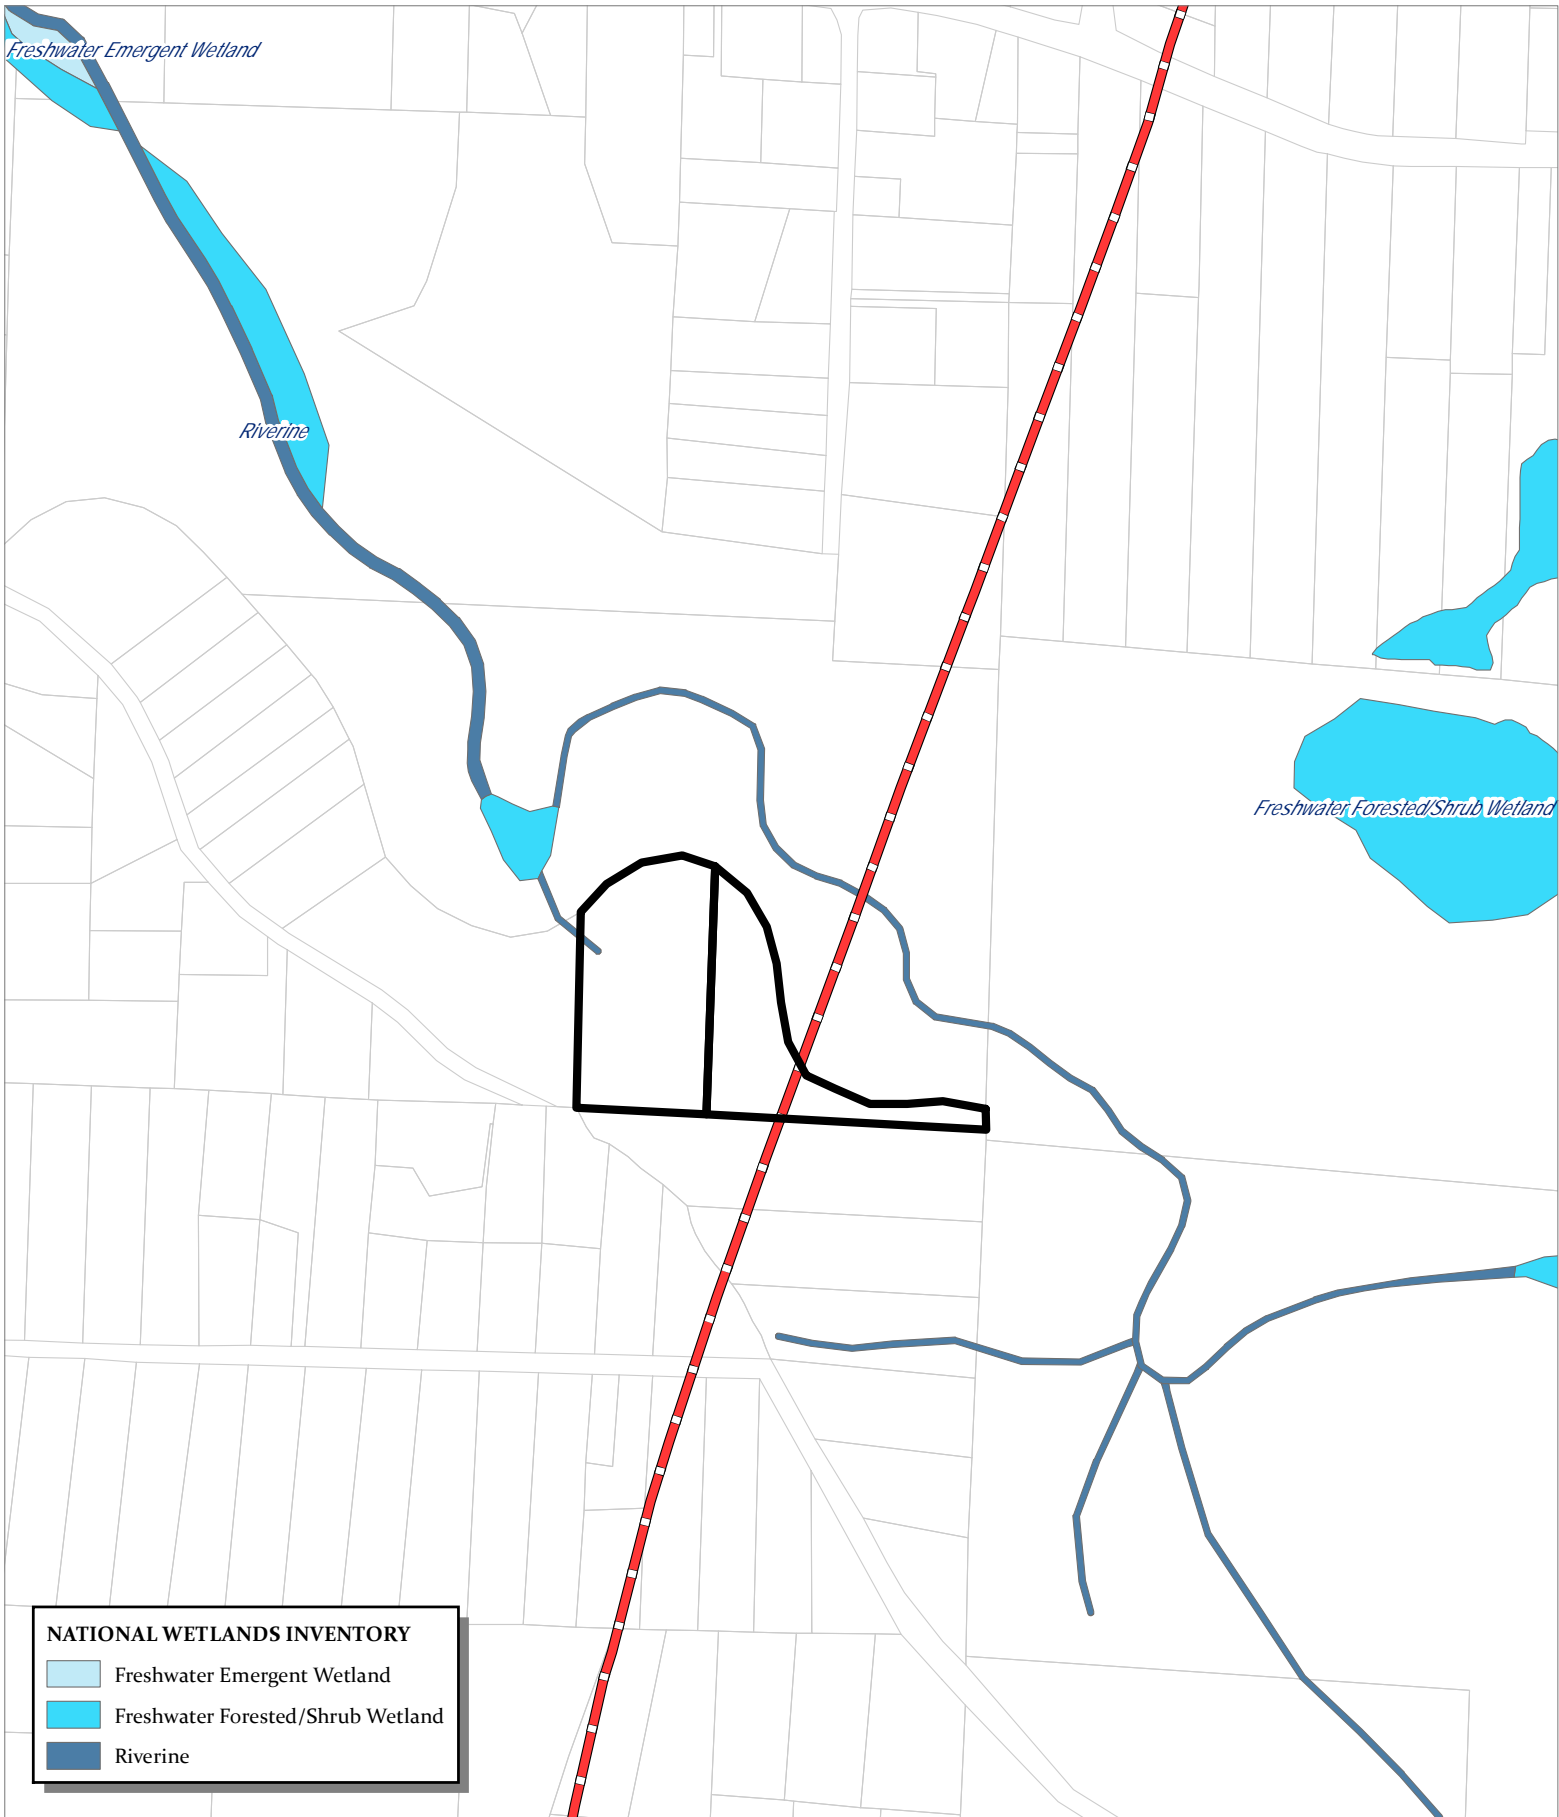 Freshwater Emergent Wetland
Riverine
Freshwater Forested/Shrub Wetland
NATIONAL WETLANDS INVENTORY
Freshwater Emergent Wetland
Freshwater Forested/Shrub Wetland
Riverine